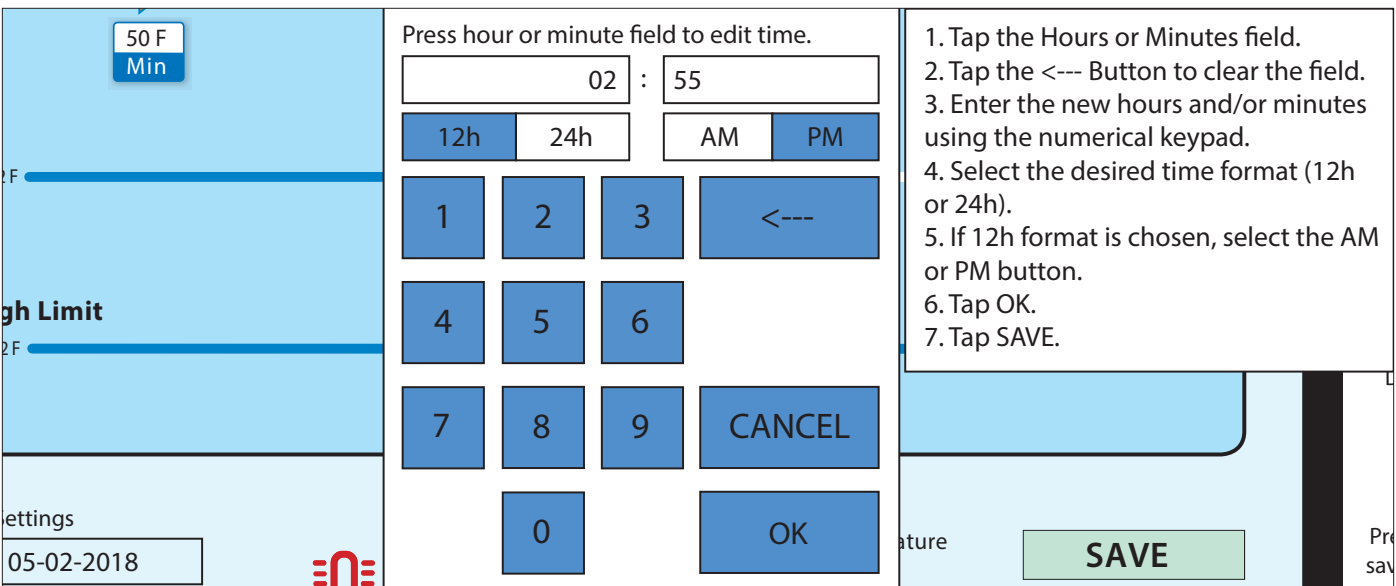 50 F
Min
2 F
gh Limit
2 F
ettings
05-02-2018
Press hour or minute field to edit time.
02 : 55
12h 24h AM PM
1 2 3 <---
4 5 6
7 8 9 CANCEL
0 OK
1. Tap the Hours or Minutes field.
2. Tap the <--- Button to clear the field.
3. Enter the new hours and/or minutes
using the numerical keypad.
4. Select the desired time format (12h
or 24h).
5. If 12h format is chosen, select the AM
or PM button.
6. Tap OK.
7. Tap SAVE.
ature
SAVE
Pre
sav